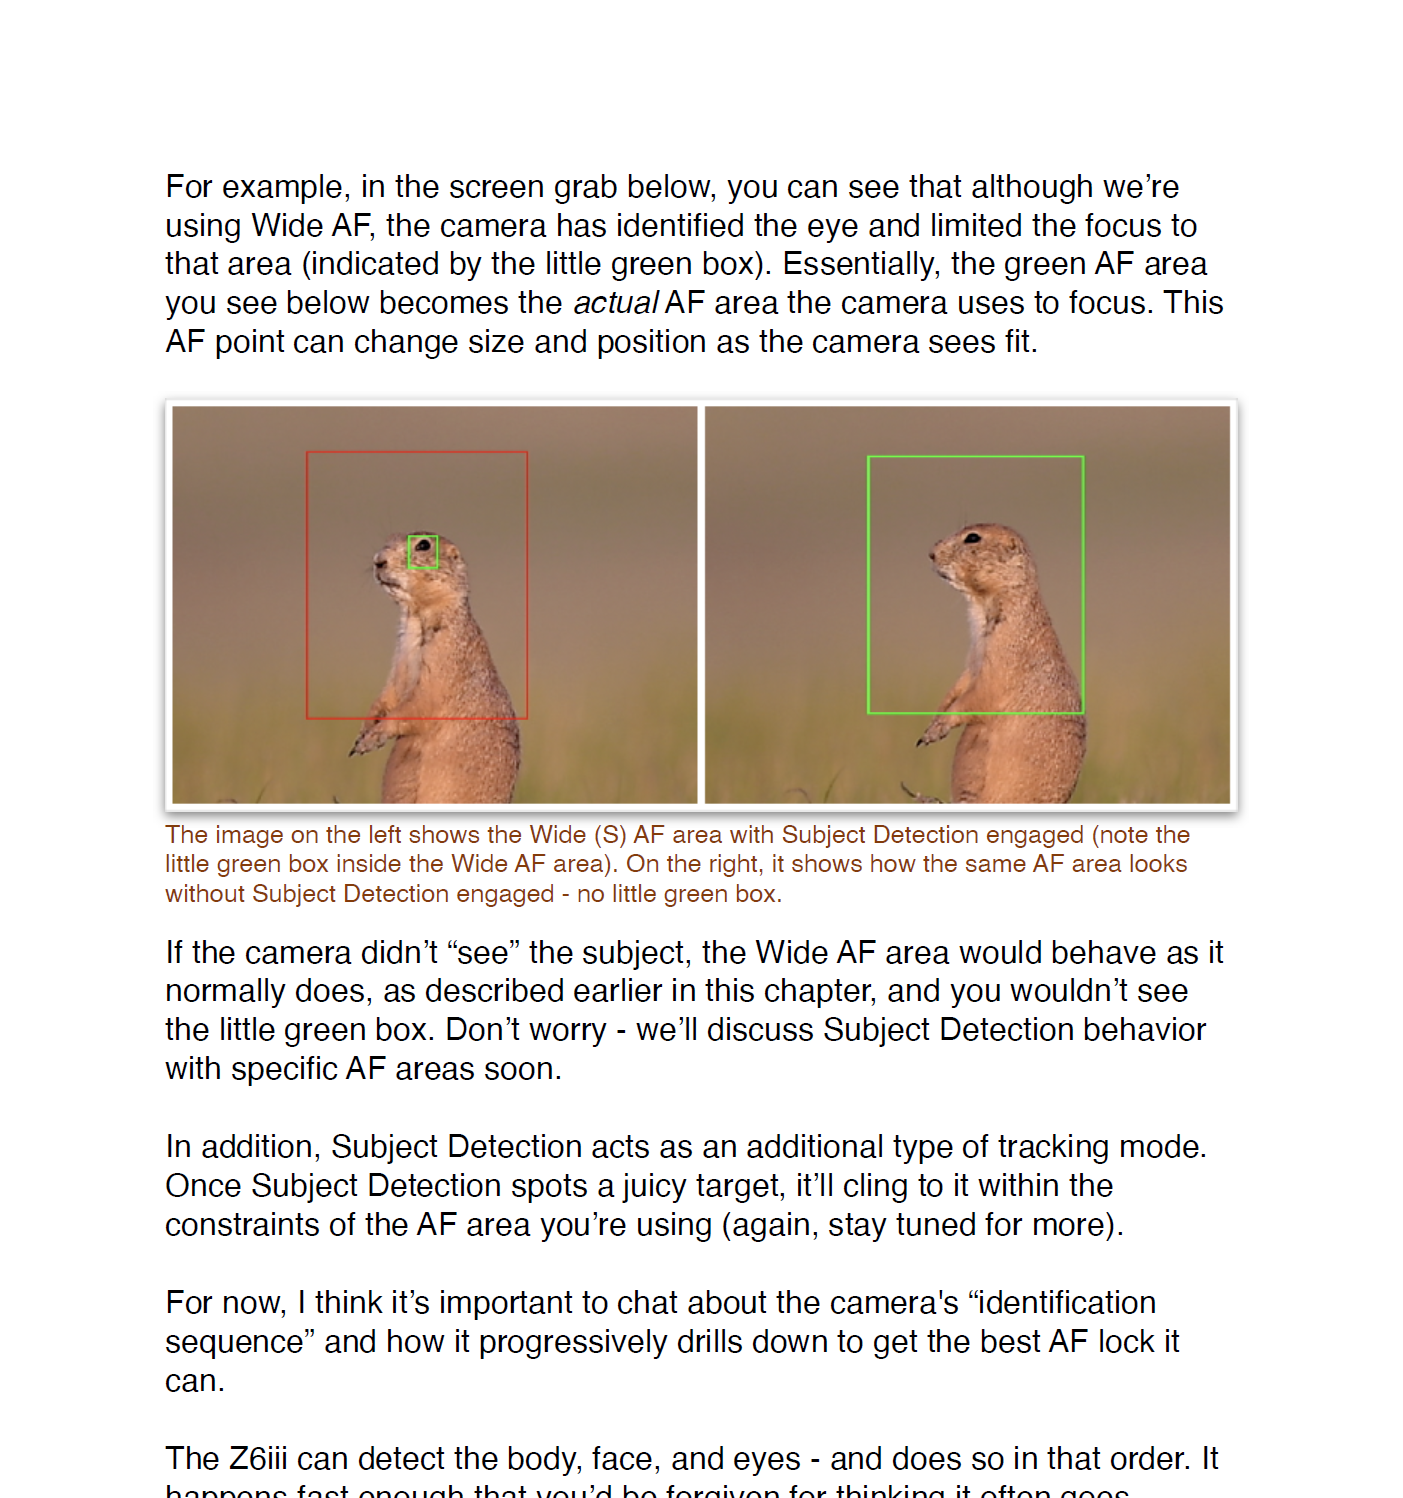 For example, in the screen grab below, you can see that although we’re
using Wide AF, the camera has identified the eye and limited the focus to
that area (indicated by the little green box). Essentially, the green AF area
you see below becomes the actual AF area the camera uses to focus. This
AF point can change size and position as the camera sees fit.
The image on the left shows the Wide (S) AF area with Subject Detection engaged (note the
little green box inside the Wide AF area). On the right, it shows how the same AF area looks
without Subject Detection engaged - no little green box.
If the camera didn’t “see” the subject, the Wide AF area would behave as it
normally does, as described earlier in this chapter, and you wouldn’t see
the little green box. Don’t worry - we’ll discuss Subject Detection behavior
with specific AF areas soon.
In addition, Subject Detection acts as an additional type of tracking mode.
Once Subject Detection spots a juicy target, it’ll cling to it within the
constraints of the AF area you’re using (again, stay tuned for more).
For now, I think it’s important to chat about the camera's “identification
sequence” and how it progressively drills down to get the best AF lock it
can.
The Z6iii can detect the body, face, and eyes - and does so in that order. It
happens fast enough that you’d be forgiven for thinking it often goes